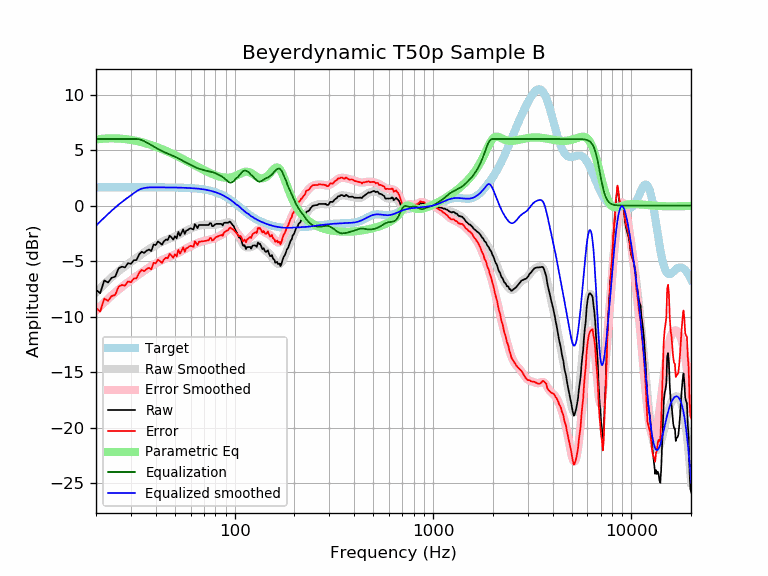 Beyerdynamic T50p Sample B
10
5
0
−5
−10
−15
−20
−25
Amplitude (dBr)
Target
Raw Smoothed
Error Smoothed
Raw
Error
Parametric Eq
Equalization
Equalized smoothed
100
1000
10000
Frequency (Hz)